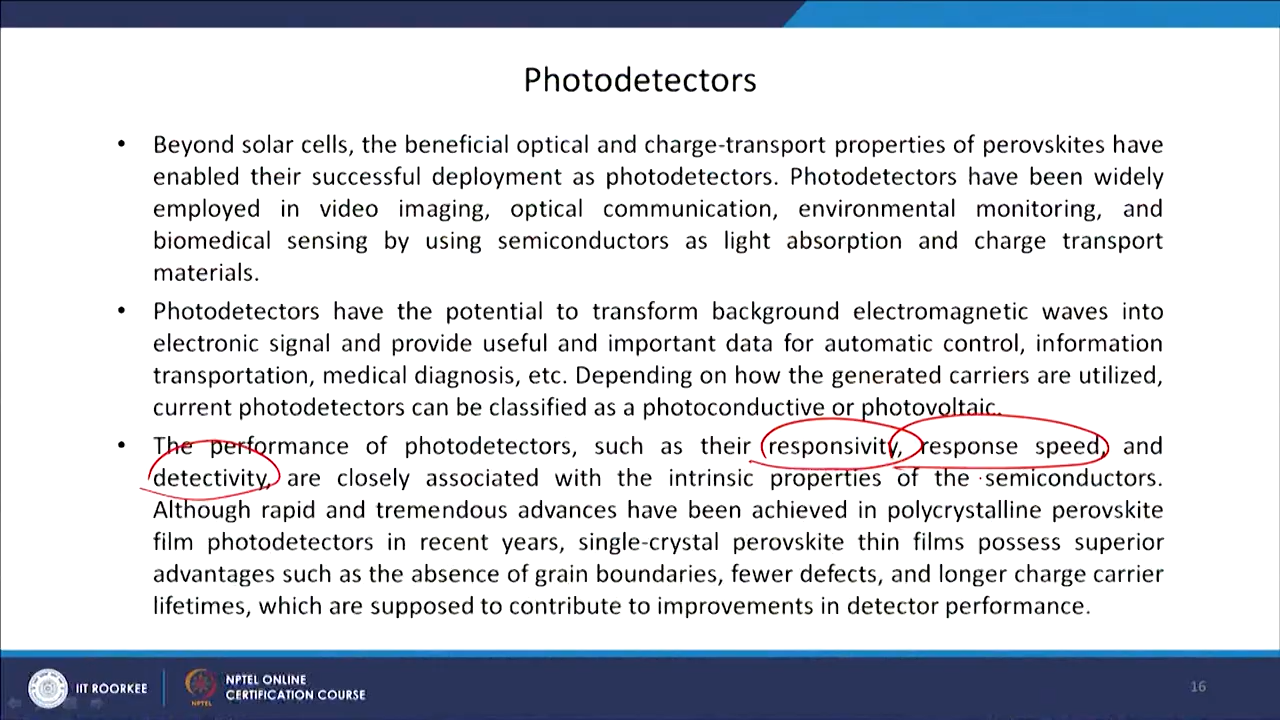 Photodetectors
• Beyond solar cells, the beneficial optical and charge-transport properties of perovskites have
enabled their successful deployment as photodetectors. Photodetectors have been widely
employed in video imaging, optical communication, environmental monitoring, and
biomedical sensing by using semiconductors as light absorption and charge transport
materials.
• Photodetectors have the potential to transform background electromagnetic waves into
electronic signal and provide useful and important data for automatic control, information
transportation, medical diagnosis, etc. Depending on how the generated carriers are utilized,
current photodetectors can be classified as a photoconductive or photovoltaic.
• The performance of photodetectors, such as their responsivity, response speed, and
detectivity, are closely associated with the intrinsic properties of the semiconductors.
Although rapid and tremendous advances have been achieved in polycrystalline perovskite
film photodetectors in recent years, single-crystal perovskite thin films possess superior
advantages such as the absence of grain boundaries, fewer defects, and longer charge carrier
lifetimes, which are supposed to contribute to improvements in detector performance.
IIT ROORKEE
NPTEL
NPTEL ONLINE
CERTIFICATION COURSE
16